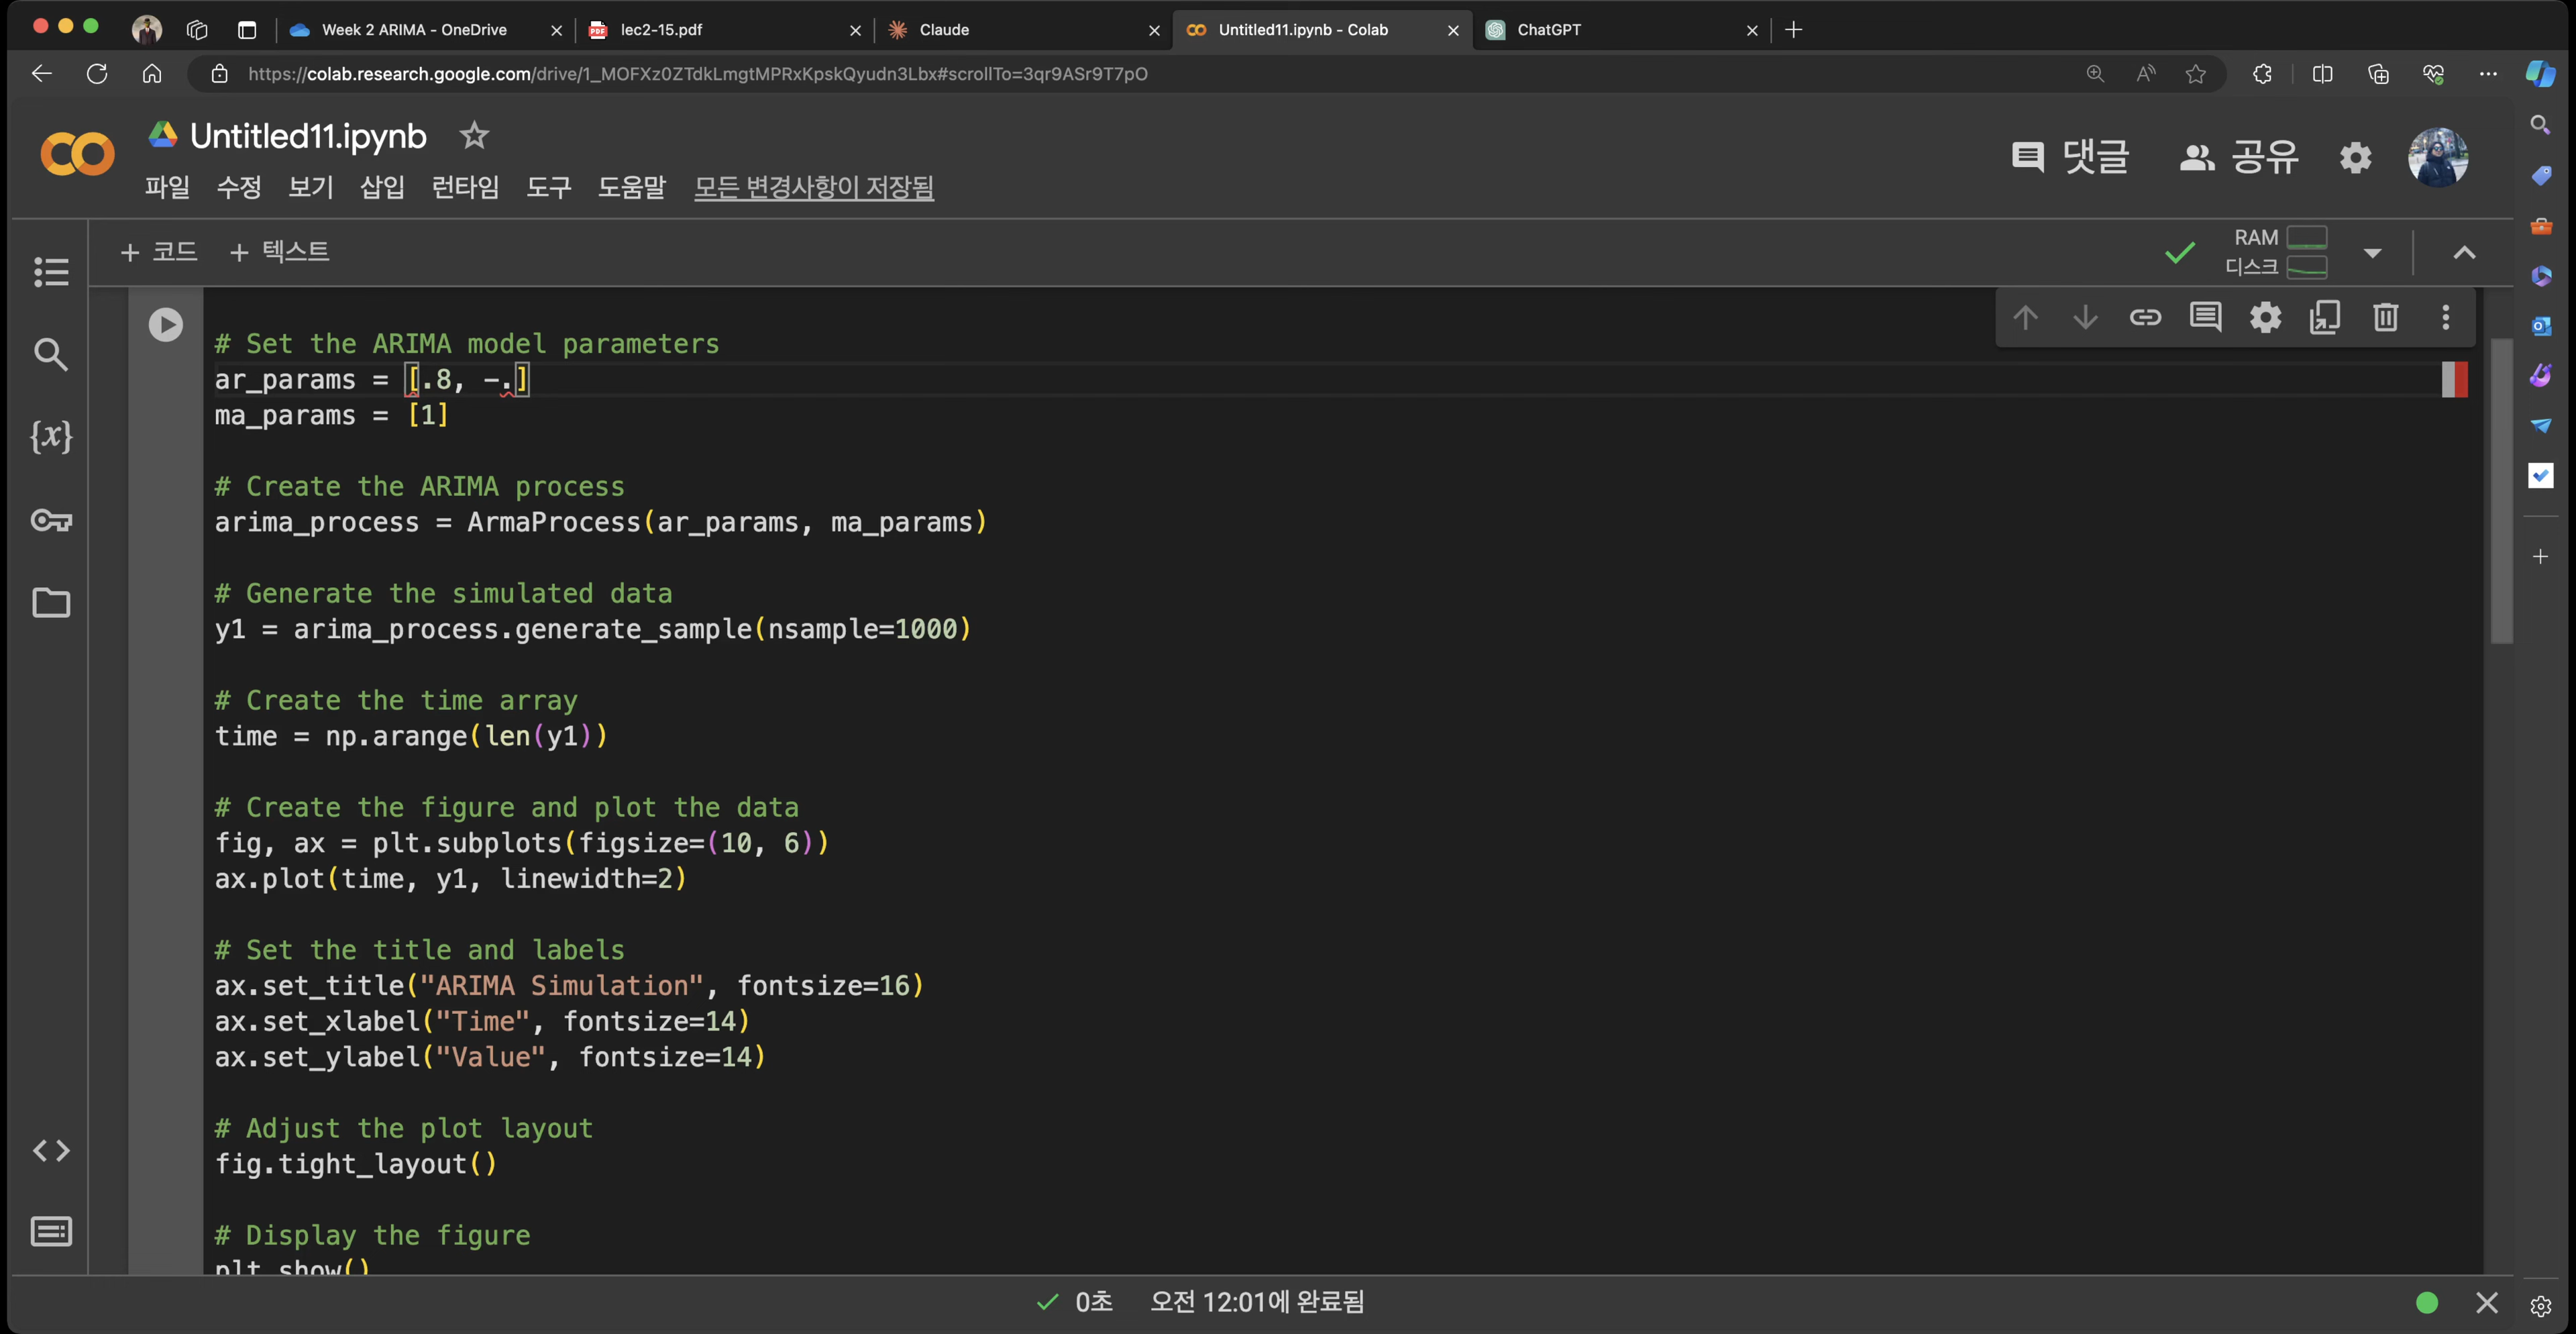 Week 2 ARIMA - OneDrive
lec2-15.pdf
Claude
Untitled11.ipynb - Colab
ChatGPT
https://colab.research.google.com/drive/1_MOFXz0ZTdkLmgtMPRxKpskQyudn3Lbx#scrollTo=3qr9ASr9T7pO
Untitled11.ipynb
댓글
공유
파일 수정 보기 삽입 런타임 도구 도움말 모든 변경사항이 저장됨
+ 코드 + 텍스트
RAM
디스크
# Set the ARIMA model parameters
ar_params = [.8, -.]
ma_params = [1]
# Create the ARIMA process
arima_process = ArmaProcess(ar_params, ma_params)
# Generate the simulated data
y1 = arima_process.generate_sample(nsample=1000)
# Create the time array
time = np.arange(len(y1))
# Create the figure and plot the data
fig, ax = plt.subplots(figsize=(10, 6))
ax.plot(time, y1, linewidth=2)
# Set the title and labels
ax.set_title("ARIMA Simulation", fontsize=16)
ax.set_xlabel("Time", fontsize=14)
ax.set_ylabel("Value", fontsize=14)
# Adjust the plot layout
fig.tight_layout()
# Display the figure
plt.show()
0초 오전 12:01에 완료됨